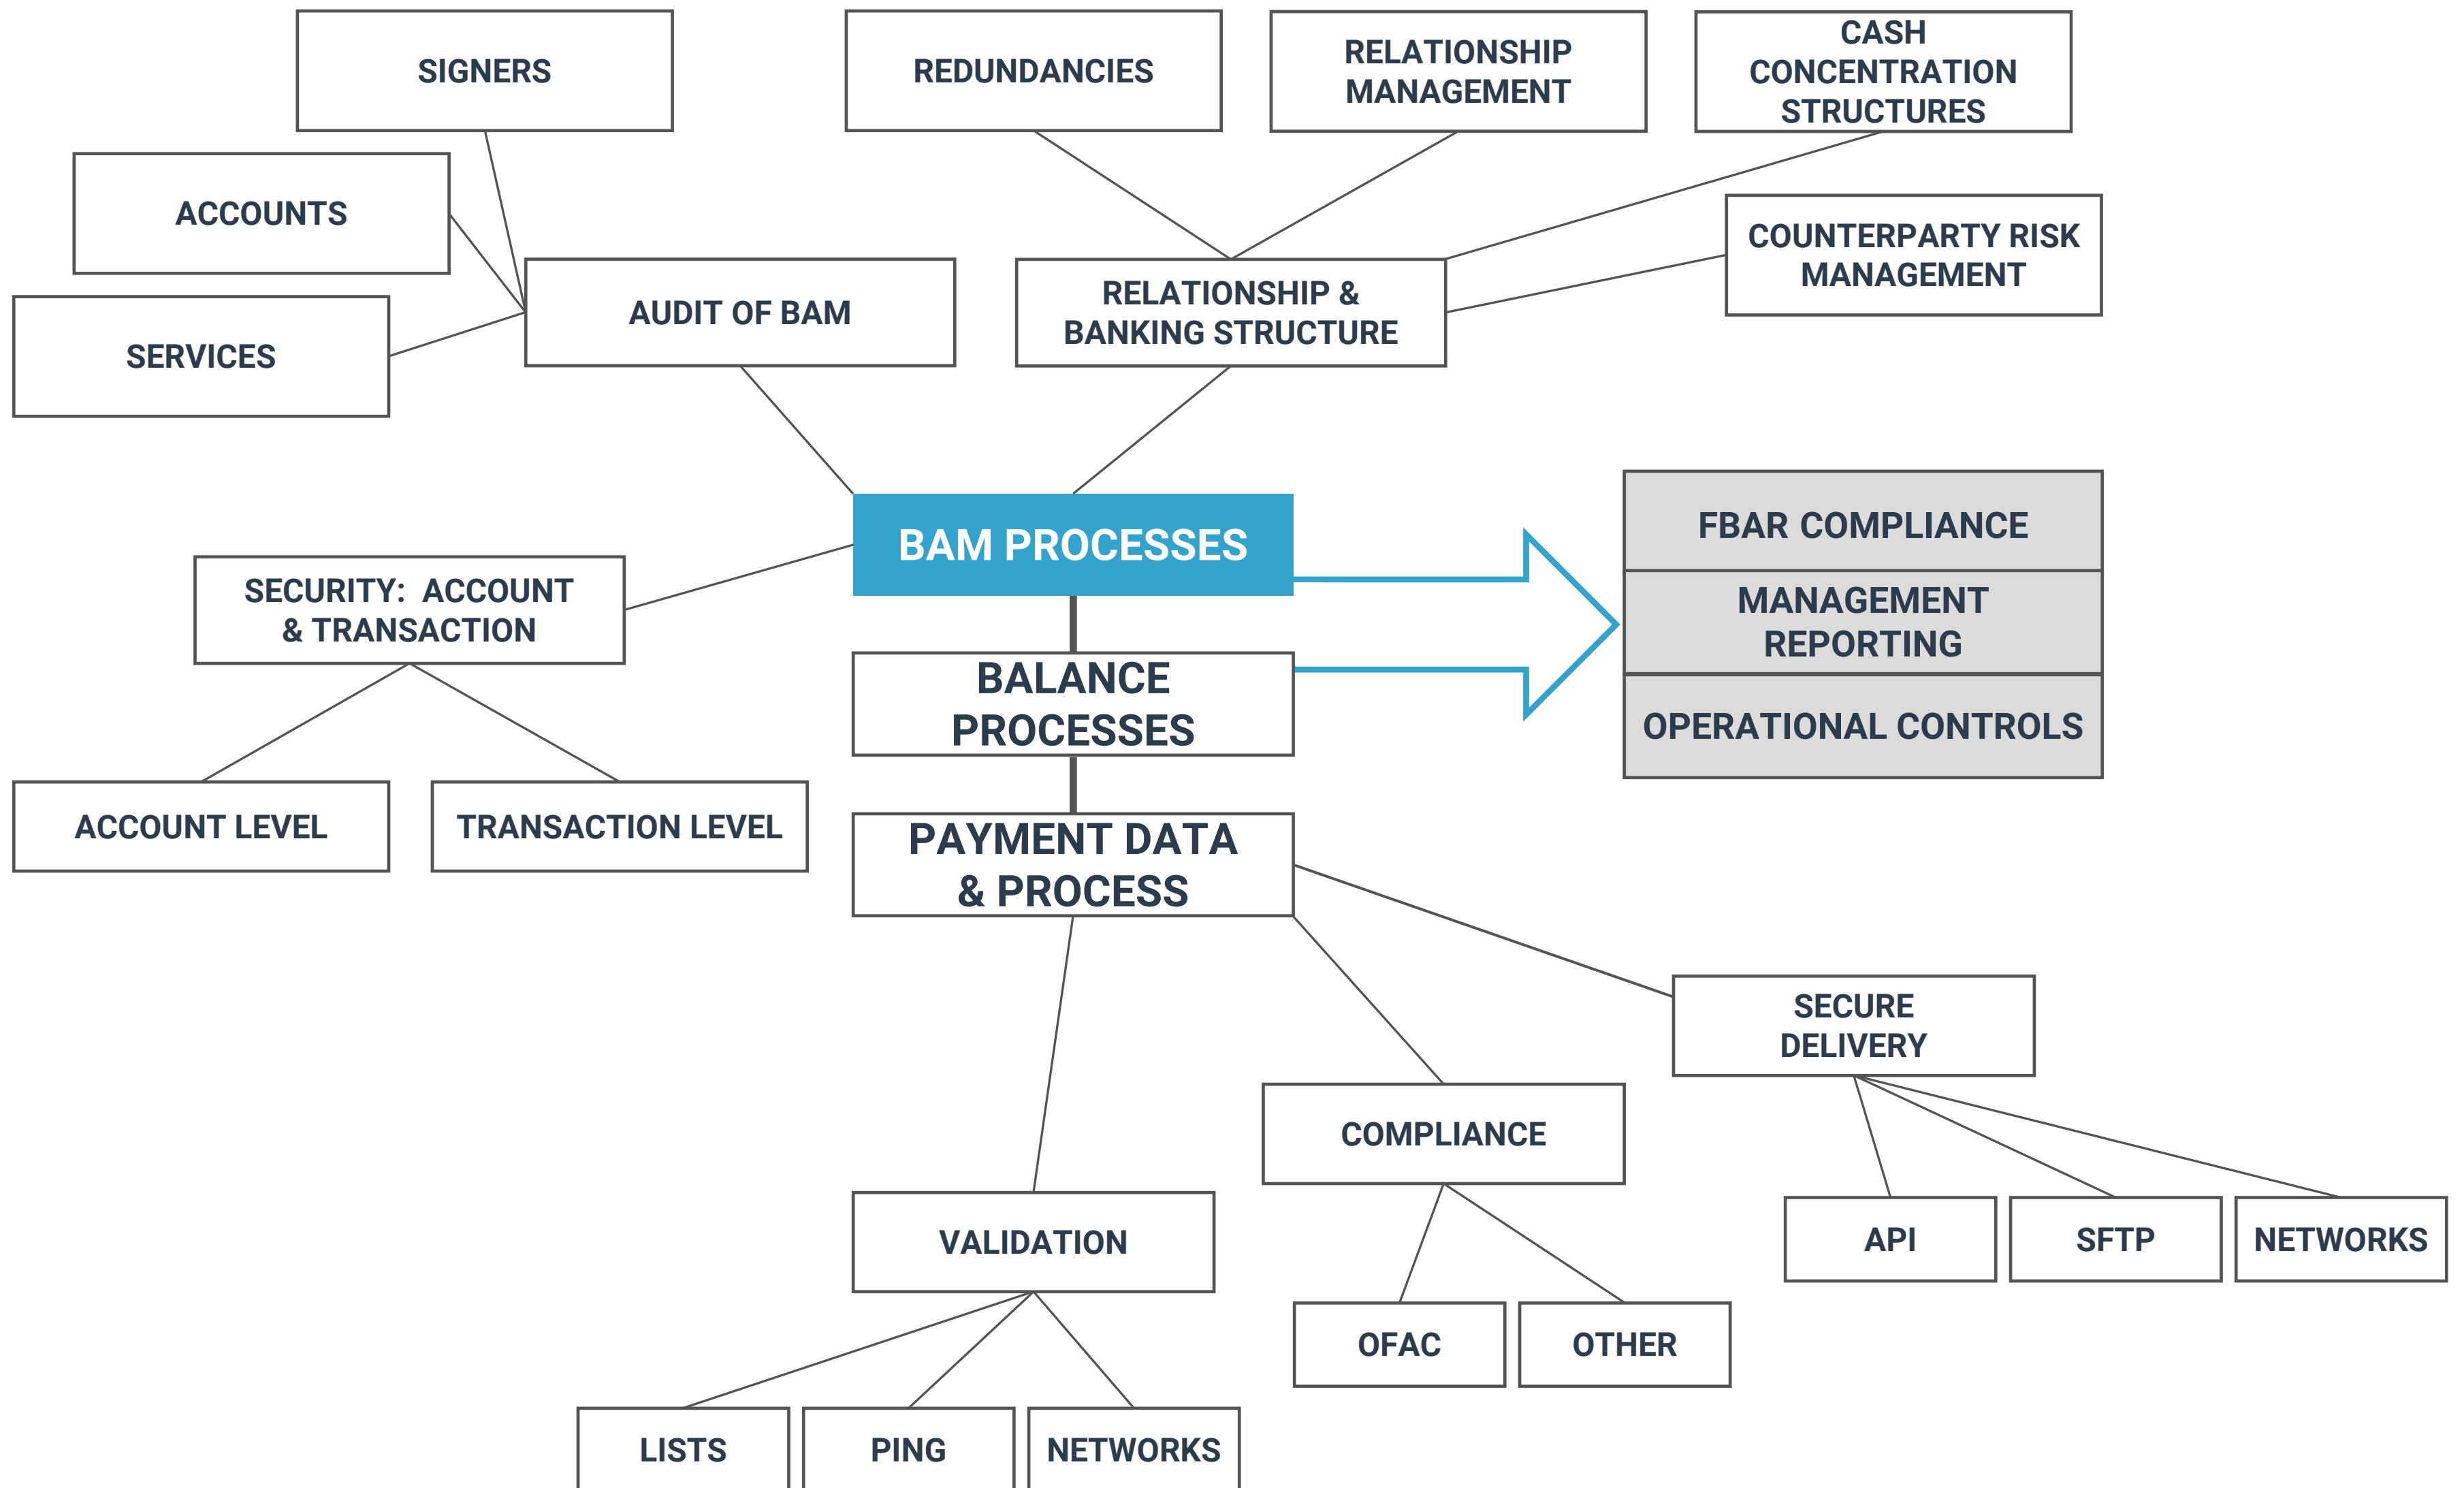 SIGNERS
REDUNDANCIES
RELATIONSHIP
MANAGEMENT
CASH
CONCENTRATION
STRUCTURES
ACCOUNTS
COUNTERPARTY RISK
MANAGEMENT
SERVICES
AUDIT OF BAM
RELATIONSHIP &
BANKING STRUCTURE
BAM PROCESSES
FBAR COMPLIANCE
MANAGEMENT
REPORTING
OPERATIONAL CONTROLS
SECURITY:  ACCOUNT
& TRANSACTION
BALANCE
PROCESSES
ACCOUNT LEVEL
TRANSACTION LEVEL
PAYMENT DATA
& PROCESS
SECURE
DELIVERY
COMPLIANCE
VALIDATION
API
SFTP
NETWORKS
OFAC
OTHER
LISTS
PING
NETWORKS